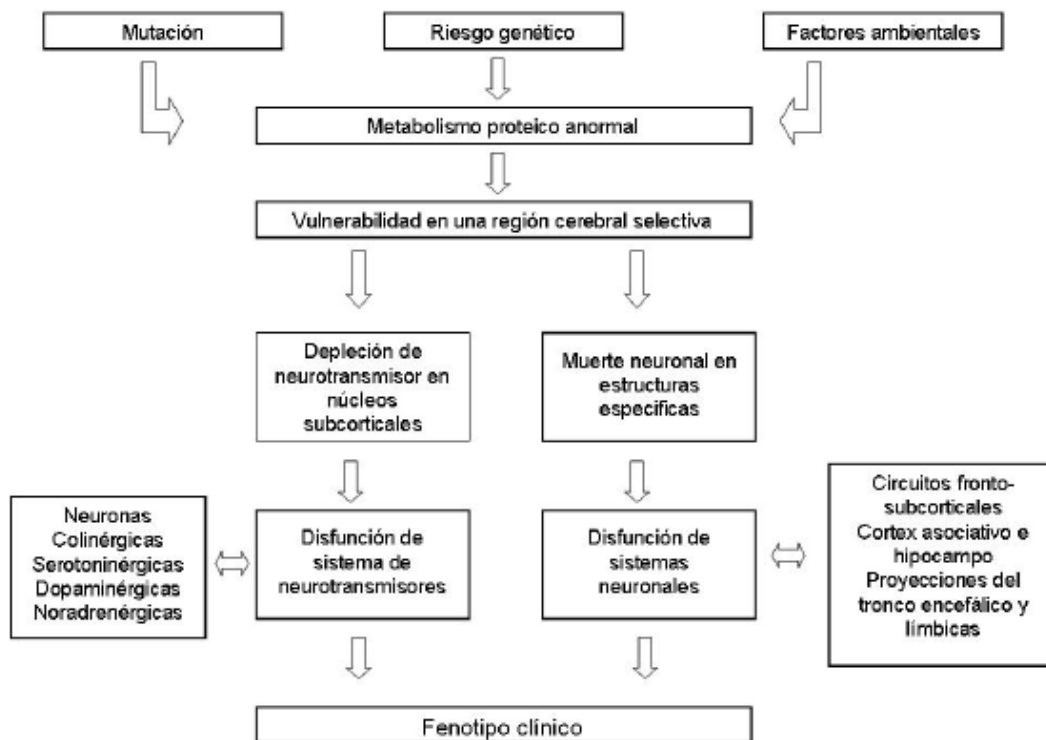 Mutación
Riesgo genético
Factores ambientales
Metabolismo proteico anormal
Vulnerabilidad en una región cerebral selectiva
Depleción de
neurotransmisor en
núcleos
subcorticales
Muerte neuronal en
estructuras
específicas
Neuronas
Colinérgicas
Serotoninérgicas
Dopaminérgicas
Noradrenérgicas
Disfunción de
sistema de
neurotransmisores
Disfunción de
sistemas
neuronales
Circuitos fronto-
subcorticales
Cortex asociativo e
hipocampo
Proyecciones del
tronco encefálico y
límbicas
Fenotipo clínico